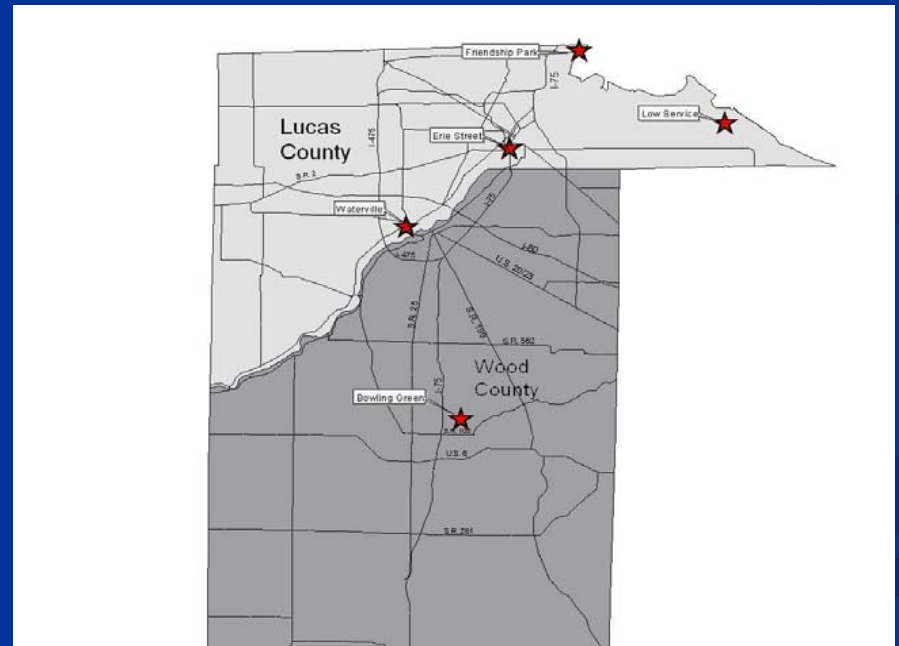 Friendship Park
I-75
Low Service
Lucas
County
I-475
Erie Street
S.R. 2
Waterville
I-75
I-475
I-80
U.S. 20/23
S.R. 25
S.R. 199
S.R. 582
Wood
County
I-75
Bowling Green
U.S. 6
S.R. 281